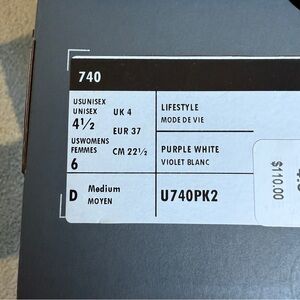 740
USUNISEX
UNISEX
4½
UK 4
EUR 37
USWOMENS
FEMMES
6
CM 22½
LIFESTYLE
MODE DE VIE
PURPLE WHITE
VIOLET BLANC
D
Medium
MOYEN
U740PK2
$110.00